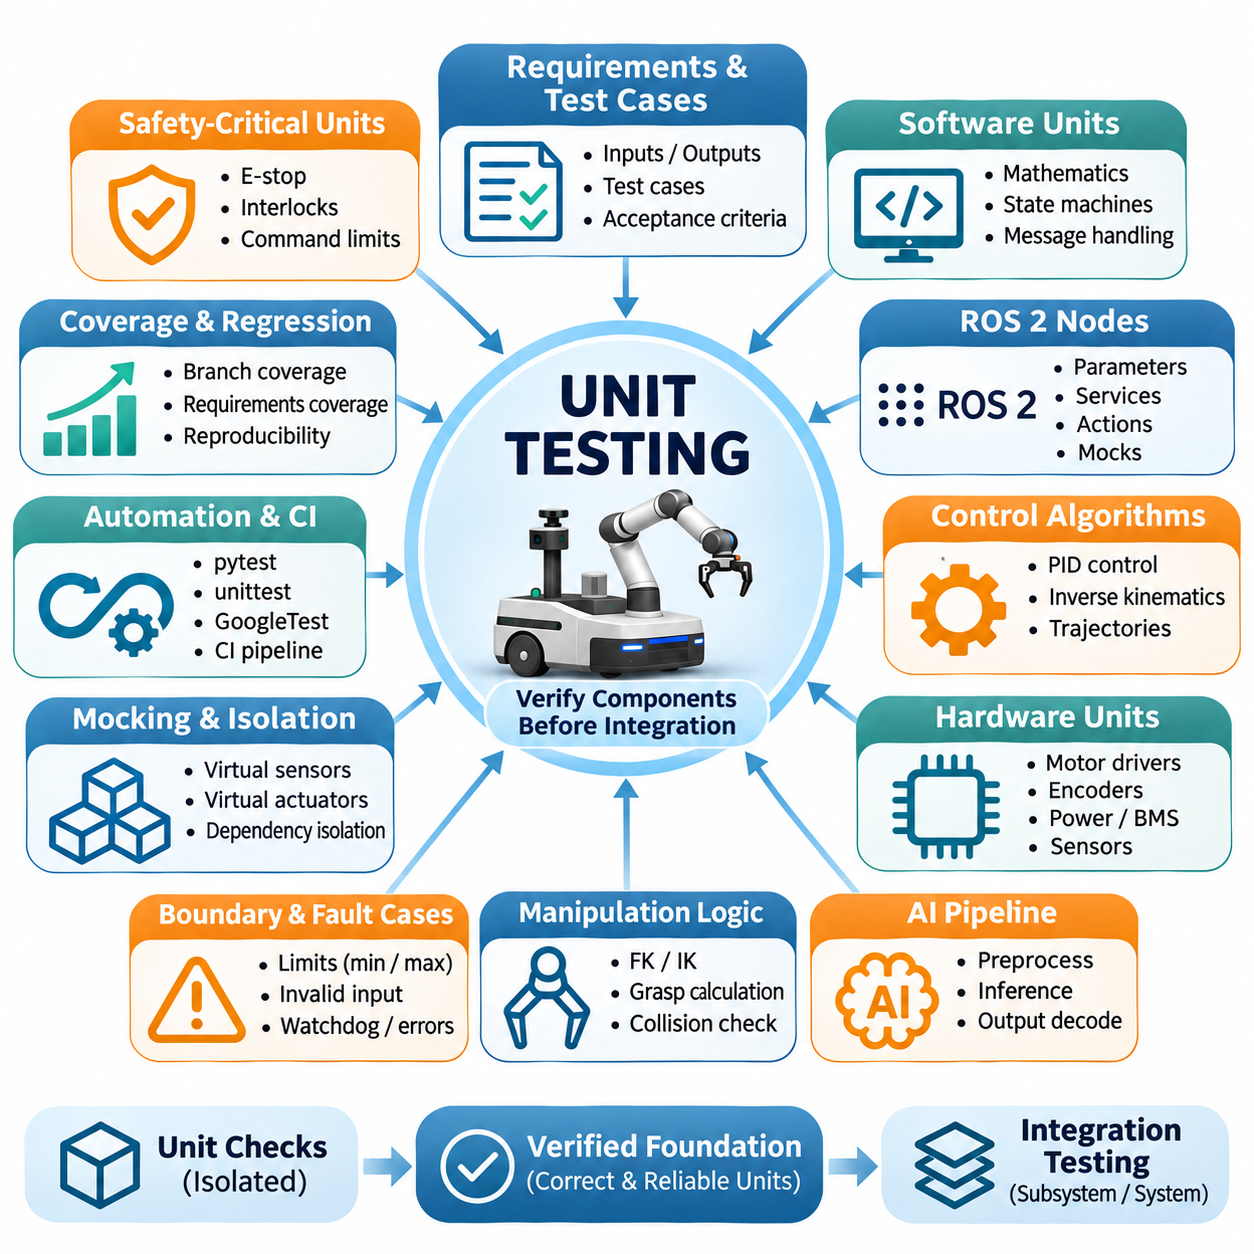 Requirements &
Test Cases
• Inputs / Outputs
• Test cases
• Acceptance criteria
Safety-Critical Units
• E-stop
• Interlocks
• Command limits
Software Units
</>
• Mathematics
• State machines
• Message handling
Coverage & Regression
• Branch coverage
• Requirements coverage
• Reproducibility
ROS 2 Nodes
ROS 2
• Parameters
• Services
• Actions
• Mocks
UNIT
TESTING
Verify Components
Before Integration
Automation & CI
• pytest
• unittest
• GoogleTest
• CI pipeline
Control Algorithms
• PID control
• Inverse kinematics
• Trajectories
Mocking & Isolation
• Virtual sensors
• Virtual actuators
• Dependency isolation
Hardware Units
• Motor drivers
• Encoders
• Power / BMS
• Sensors
Boundary & Fault Cases
• Limits (min / max)
• Invalid input
• Watchdog / errors
Manipulation Logic
• FK / IK
• Grasp calculation
• Collision check
AI Pipeline
AI
• Preprocess
• Inference
• Output decode
Unit Checks
(Isolated)
Verified Foundation
(Correct & Reliable Units)
Integration
Testing
(Subsystem / System)